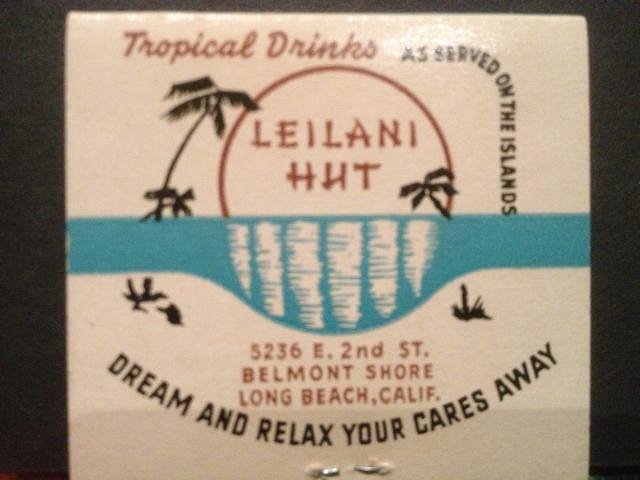 Tropical Drinks AS SERVED ON THE ISLANDS
LEILANI
HUT
5236 E. 2nd ST.
BELMONT SHORE
LONG BEACH, CALIF.
DREAM AND RELAX YOUR CARES AWAY